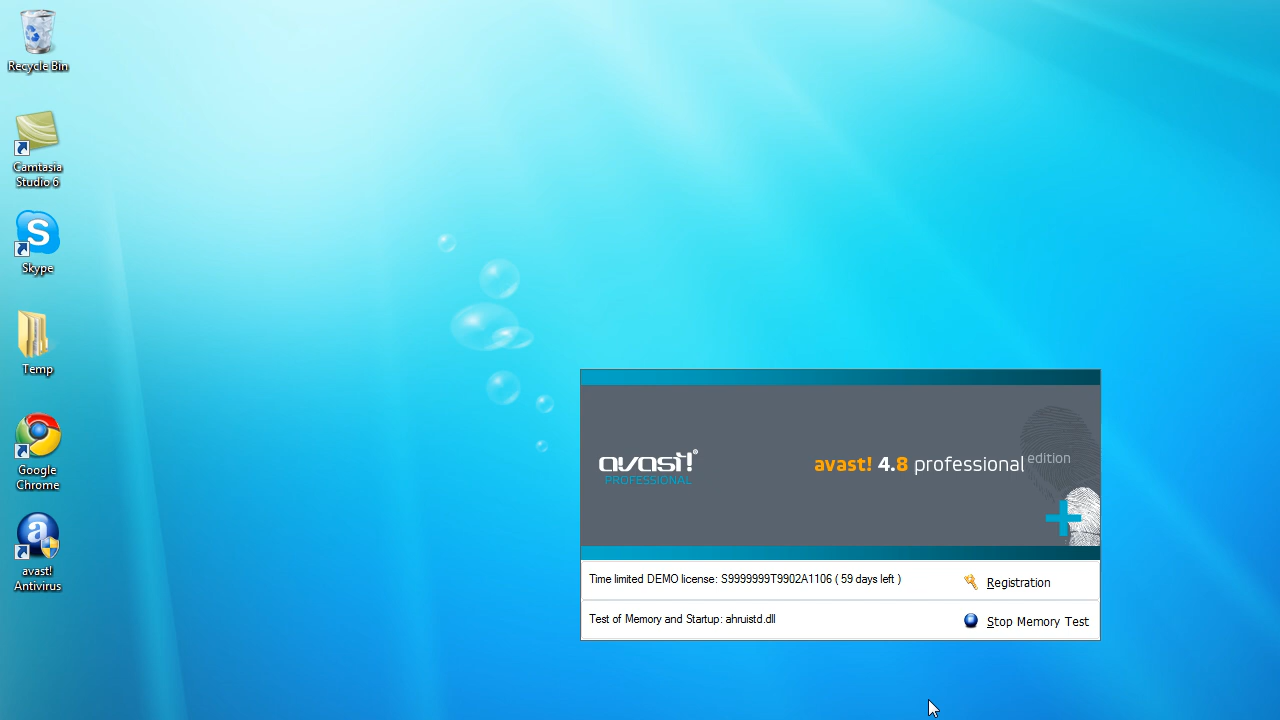 Recycle Bin
Camtasia
Studio 6
Skype
Temp
Google
Chrome
avast!
Antivirus
avast!®
PROFESSIONAL
avast! 4.8 professional edition
Time limited DEMO license: S9999999T9902A1106 ( 59 days left )
Registration
Test of Memory and Startup: ahruistd.dll
Stop Memory Test